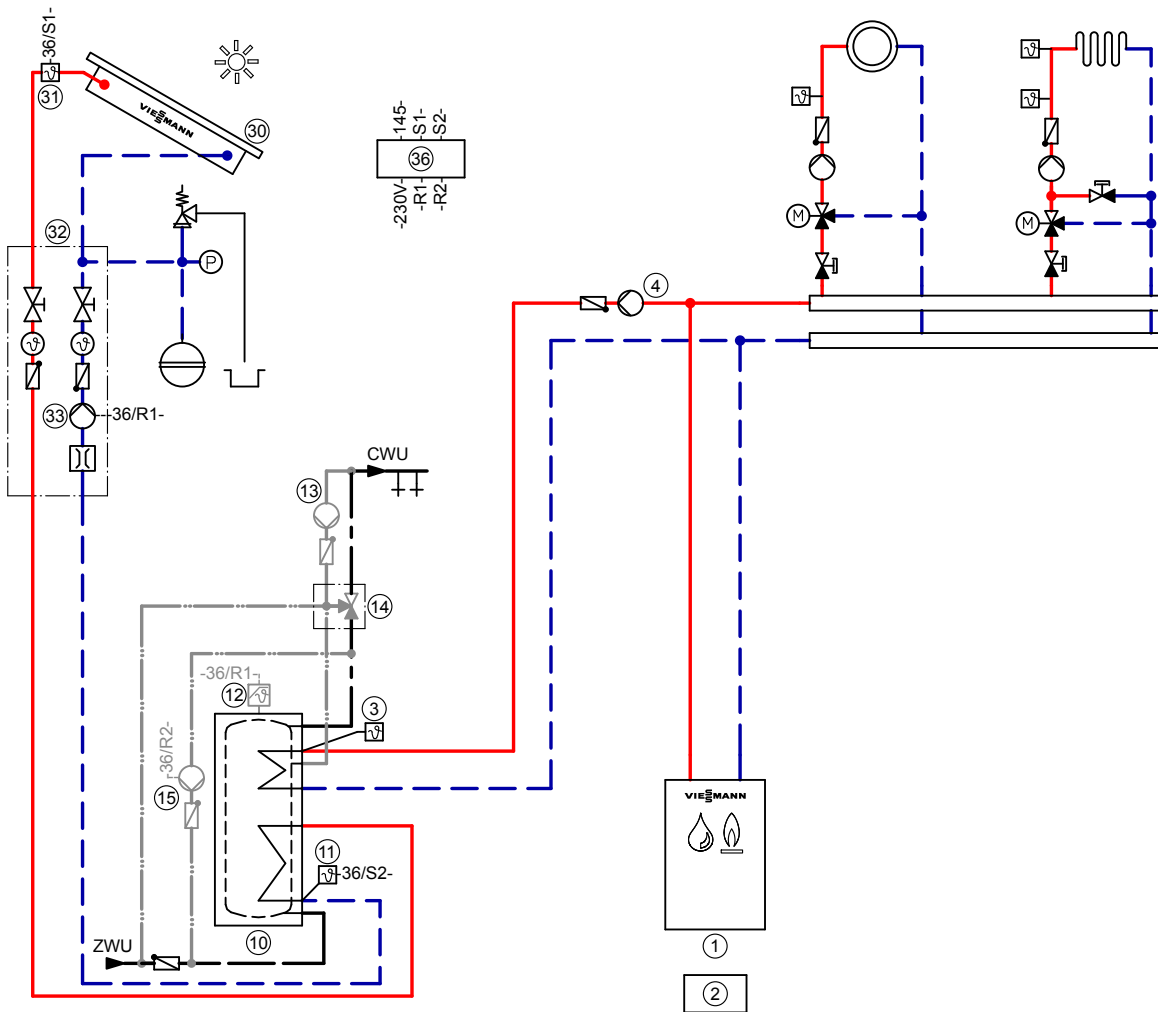 -36/S1-
31
VIESMANN
30
-145-
-S1-
-S2-
36
-230V-
-R1-
-R2-
32
P
33
-36/R1-
4
M
M
CWU
13
14
-36/R1-
12
3
-36/R2-
15
11
-36/S2-
10
ZWU
VIESMANN
1
2